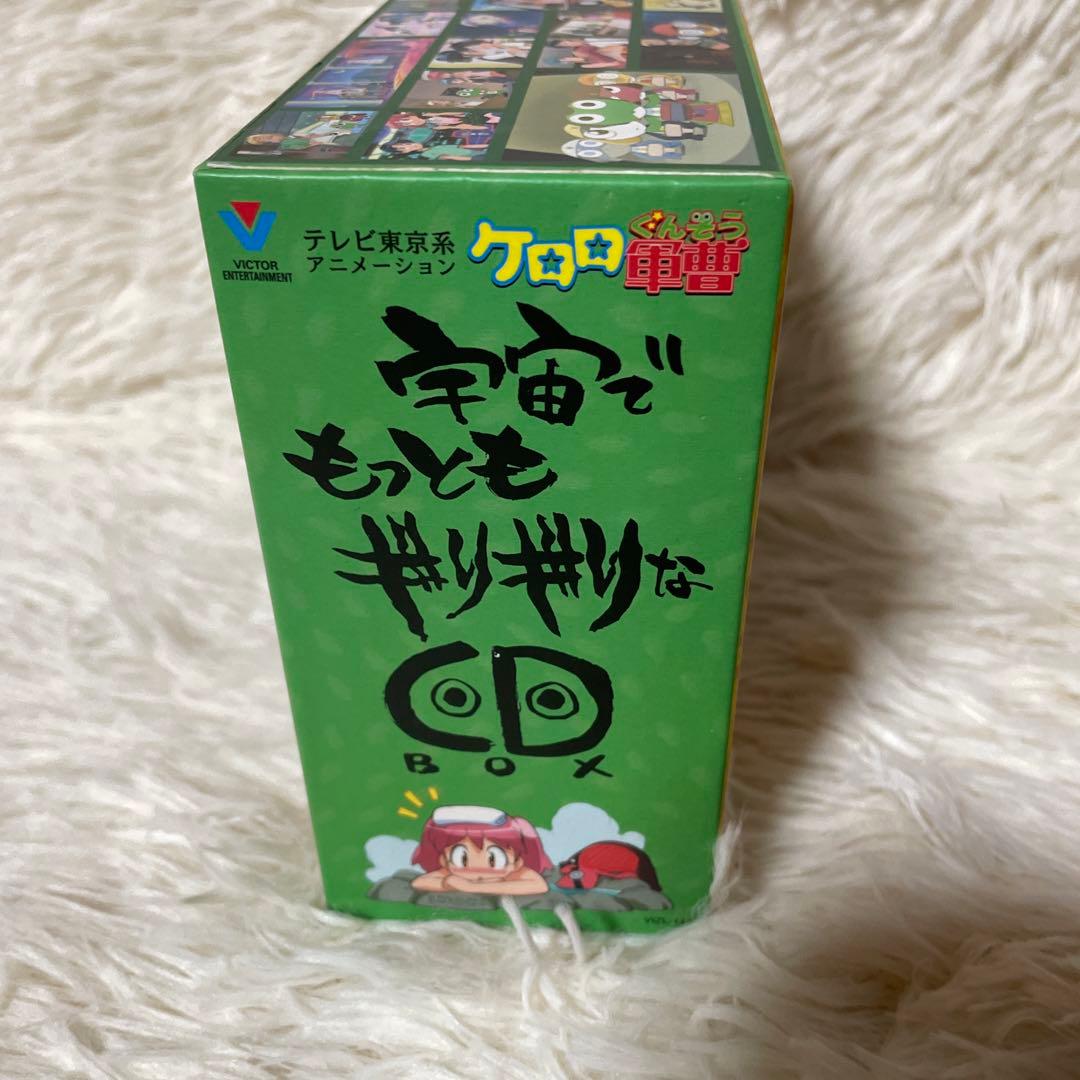 VICTOR
ENTERTAINMENT
テレビ東京系
アニメーション
ケロロ軍曹
ぐんそう
宇宙で
もっとも
ギリギリな
CD
BOX